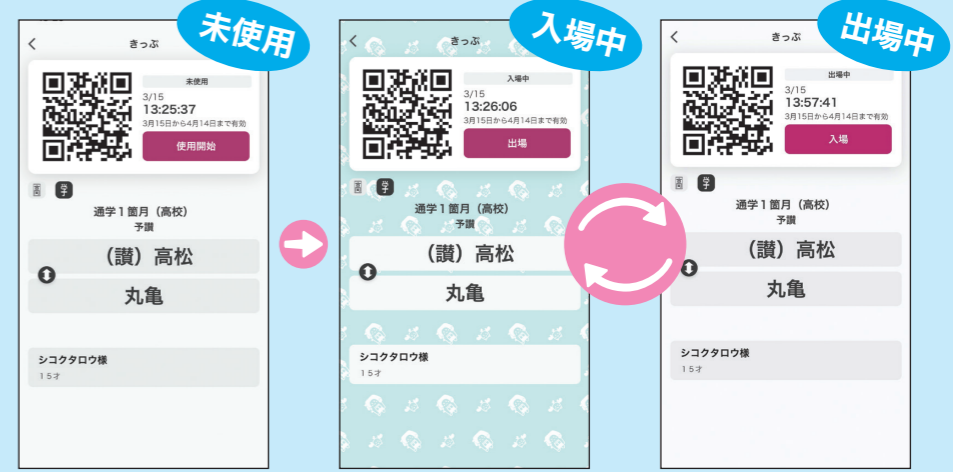 未使用
きっぷ
未使用
3/15
13:25:37
3月15日から4月14日まで有効
使用開始
学
通学1箇月（高校）
予讃
（讃）高松
丸亀
シコクタロウ様
15才
入場中
きっぷ
入場中
3/15
13:26:06
3月15日から4月14日まで有効
出場
学
通学1箇月（高校）
予讃
（讃）高松
丸亀
シコクタロウ様
15才
出場中
きっぷ
出場中
3/15
13:57:41
3月15日から4月14日まで有効
入場
学
通学1箇月（高校）
予讃
（讃）高松
丸亀
シコクタロウ様
15才